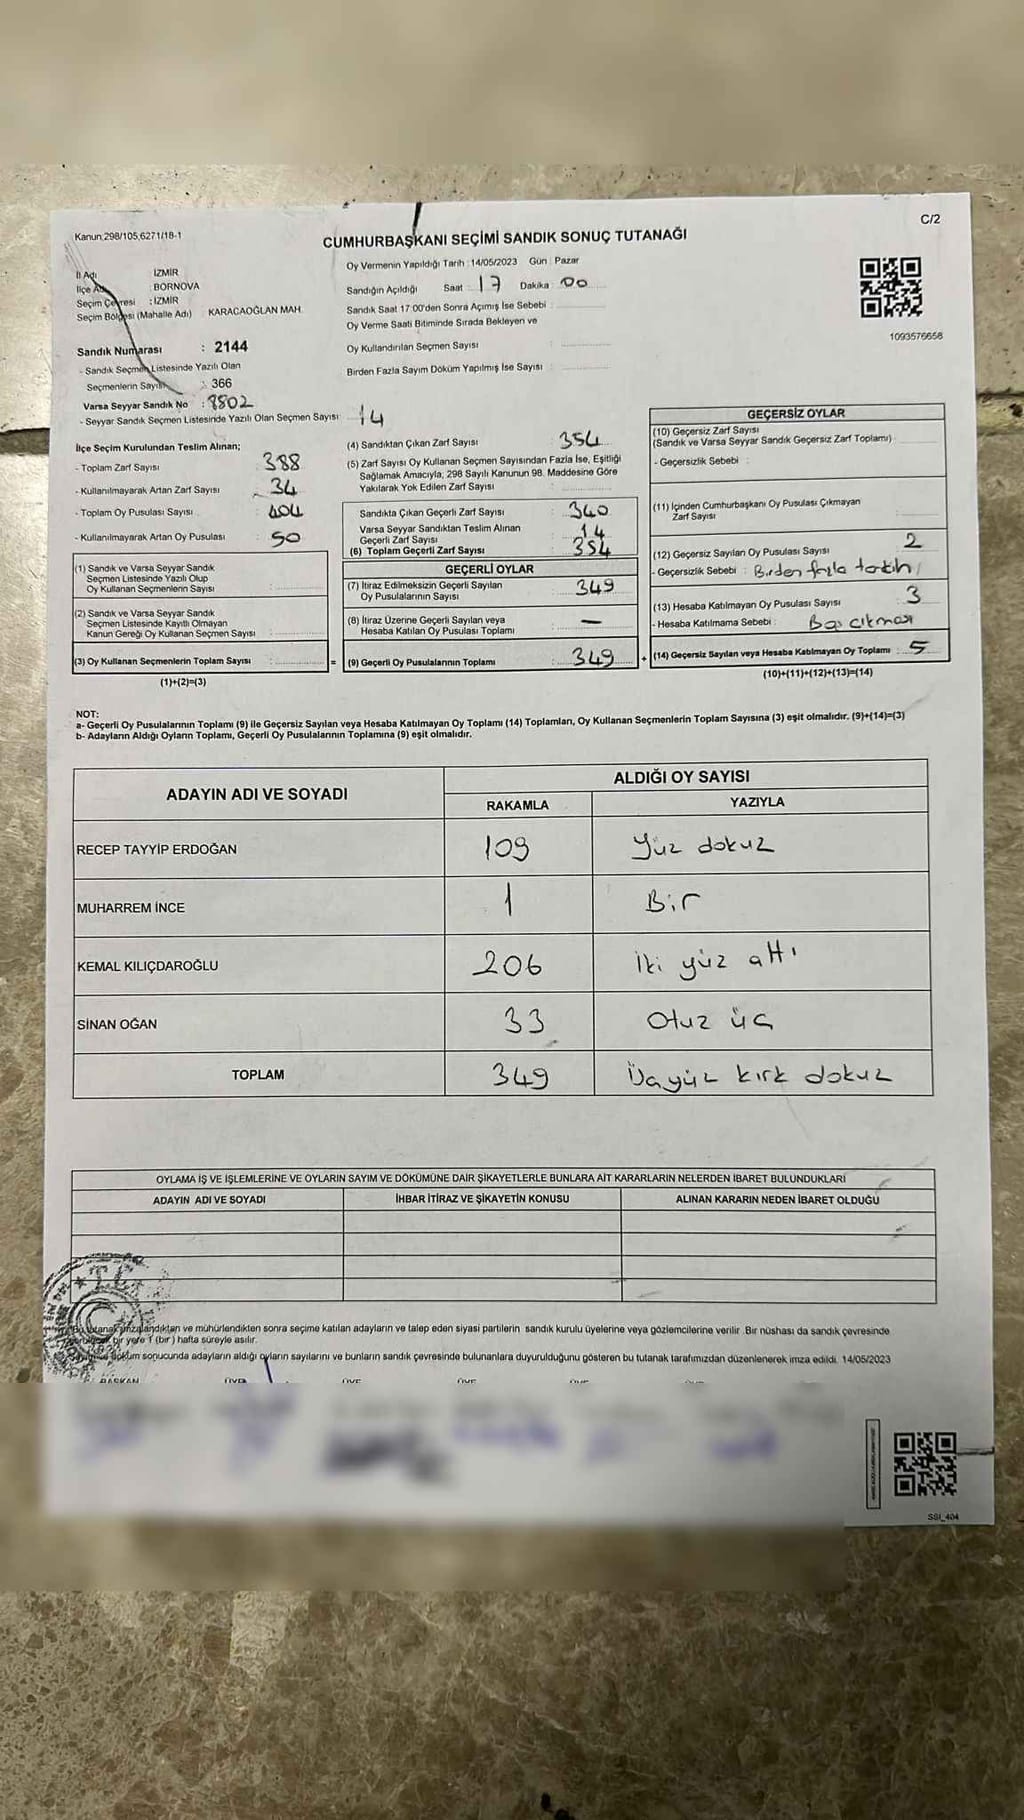 Kanun;298/105,6271/18-1
C/2
CUMHURBAŞKANI SEÇİMİ SANDIK SONUÇ TUTANAĞI
İl Adı İZMİR
İlçe Adı : BORNOVA
Seçim Çevresi : İZMİR
Seçim Bölgesi (Mahalle Adı) KARACAOĞLAN MAH.
Sandık Numarası : 2144
- Sandık Seçmen Listesinde Yazılı Olan
Seçmenlerin Sayısı : 366
Varsa Seyyar Sandık No : 8802
- Seyyar Sandık Seçmen Listesinde Yazılı Olan Seçmen Sayısı : 14
Oy Vermenin Yapıldığı Tarih :14/05/2023 Gün : Pazar
Sandığın Açıldığı Saat : 17 Dakika : 00
Sandık Saat 17:00'den Sonra Açımış İse Sebebi :
Oy Verme Saati Bitiminde Sırada Bekleyen ve
Oy Kullandırılan Seçmen Sayısı :
Birden Fazla Sayım Döküm Yapılmış İse Sayısı :
1093576658
İlçe Seçim Kurulundan Teslim Alınan;
- Toplam Zarf Sayısı : 388
- Kullanılmayarak Artan Zarf Sayısı : 34
- Toplam Oy Pusulası Sayısı : 404
- Kullanılmayarak Artan Oy Pusulası : 50
(1) Sandık ve Varsa Seyyar Sandık
Seçmen Listesinde Yazılı Olup
Oy Kullanan Seçmenlerin Sayısı :
(2) Sandık ve Varsa Seyyar Sandık
Seçmen Listesinde Kayıtlı Olmayan
Kanun Gereği Oy Kullanan Seçmen Sayısı :
(3) Oy Kullanan Seçmenlerin Toplam Sayısı : =
(1)+(2)=(3)
(4) Sandıktan Çıkan Zarf Sayısı : 354
(5) Zarf Sayısı Oy Kullanan Seçmen Sayısından Fazla İse, Eşitliği
Sağlamak Amacıyla, 298 Sayılı Kanunun 98. Maddesine Göre
Yakılarak Yok Edilen Zarf Sayısı :
Sandıkta Çıkan Geçerli Zarf Sayısı : 340
Varsa Seyyar Sandıktan Teslim Alınan
Geçerli Zarf Sayısı : 14
(6) Toplam Geçerli Zarf Sayısı : 354
GEÇERLİ OYLAR
(7) İtiraz Edilmeksizin Geçerli Sayılan
Oy Pusulalarının Sayısı : 349
(8) İtiraz Üzerine Geçerli Sayılan veya
Hesaba Katılan Oy Pusulası Toplamı : —
(9) Geçerli Oy Pusulalarının Toplamı : 349 +
GEÇERSİZ OYLAR
(10) Geçersiz Zarf Sayısı
(Sandık ve Varsa Seyyar Sandık Geçersiz Zarf Toplamı) :
- Geçersizlik Sebebi :
(11) İçinden Cumhurbaşkanı Oy Pusulası Çıkmayan
Zarf Sayısı :
(12) Geçersiz Sayılan Oy Pusulası Sayısı : 2
- Geçersizlik Sebebi : Birden fazla tercih
(13) Hesaba Katılmayan Oy Pusulası Sayısı : 3
- Hesaba Katılmama Sebebi : Boş çıkması
(14) Geçersiz Sayılan veya Hesaba Katılmayan Oy Toplamı : 5
(10)+(11)+(12)+(13)=(14)
NOT:
a- Geçerli Oy Pusulalarının Toplamı (9) ile Geçersiz Sayılan veya Hesaba Katılmayan Oy Toplamı (14) Toplamları, Oy Kullanan Seçmenlerin Toplam Sayısına (3) eşit olmalıdır. (9)+(14)=(3)
b- Adayların Aldığı Oyların Toplamı, Geçerli Oy Pusulalarının Toplamına (9) eşit olmalıdır.
ADAYIN ADI VE SOYADI
ALDIĞI OY SAYISI
RAKAMLA YAZIYLA
RECEP TAYYİP ERDOĞAN 109 Yüz dokuz
MUHARREM İNCE 1 Bir
KEMAL KILIÇDAROĞLU 206 İki yüz altı
SİNAN OĞAN 33 Otuz üç
TOPLAM 349 Üçyüz kırk dokuz
OYLAMA İŞ VE İŞLEMLERİNE VE OYLARIN SAYIM VE DÖKÜMÜNE DAİR ŞİKAYETLERLE BUNLARA AİT KARARLARIN NELERDEN İBARET BULUNDUKLARI
ADAYIN ADI VE SOYADI İHBAR İTİRAZ VE ŞİKAYETİN KONUSU ALINAN KARARIN NEDEN İBARET OLDUĞU
T.C.
Bu tutanak imzalandıktan ve mühürlendikten sonra seçime katılan adayların ve talep eden siyasi partilerin sandık kurulu üyelerine veya gözlemcilerine verilir. Bir nüshası da sandık çevresinde
bir yere 1 (bir) hafta süreyle asılır.
döküm sonucunda adayların aldığı oyların sayılarını ve bunların sandık çevresinde bulunanlara duyurulduğunu gösteren bu tutanak tarafımızdan düzenlenerek imza edildi. 14/05/2023
BAŞKAN ÜYE ÜYE ÜYE ÜYE ÜYE
SSI_404